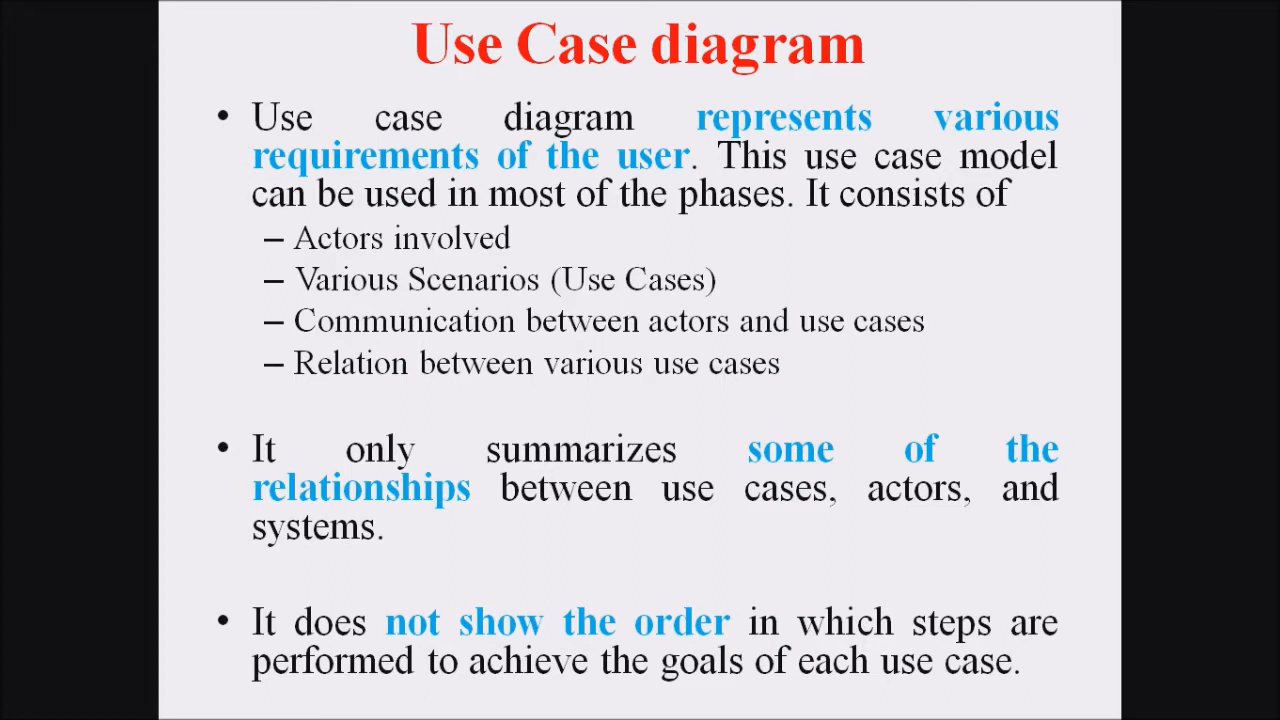 Use Case diagram
• Use case diagram represents various
requirements of the user. This use case model
can be used in most of the phases. It consists of
– Actors involved
– Various Scenarios (Use Cases)
– Communication between actors and use cases
– Relation between various use cases
• It only summarizes some of the
relationships between use cases, actors, and
systems.
• It does not show the order in which steps are
performed to achieve the goals of each use case.